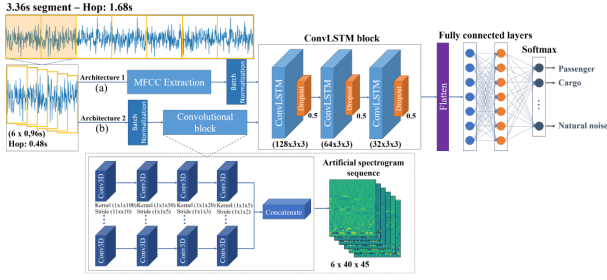 3.36s segment – Hop: 1.68s
(6 x 0.96s)
Hop: 0.48s
Architecture 1
(a)
MFCC Extraction
Batch
Normalization
Architecture 2
(b)
Batch
Normalization
Convolutional
block
ConvLSTM block
ConvLSTM
Dropout
0.5
(128x3x3)
ConvLSTM
Dropout
0.5
(64x3x3)
ConvLSTM
Dropout
0.5
(32x3x3)
Flatten
Fully connected layers
Softmax
Passenger
Cargo
Natural noise
Conv3D
Conv3D
Conv3D
Conv3D
Kernel (1x1x100)
Stride (11xx10)
Kernel (1x1x50)
Stride (1x1x5)
Kernel (1x1x20)
Stride (1x1x3)
Kernel (1x1x5)
Stride (1x1x2)
Conv3D
Conv3D
Conv3D
Conv3D
Concatenate
Artificial spectrogram
sequence
6 x 40 x 45